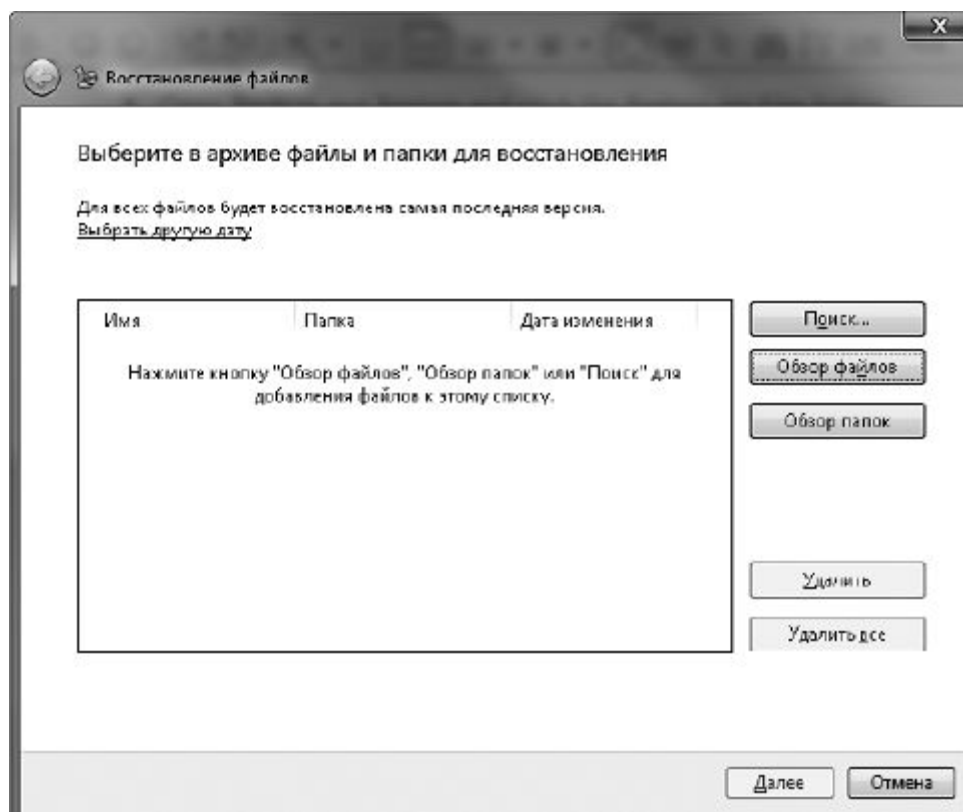 Восстановление файлов
Выберите в архиве файлы и папки для восстановления
Для всех файлов будет восстановлена самая последняя версия.
Выбрать другую дату
Имя Папка Дата изменения
Нажмите кнопку "Обзор файлов", "Обзор папок" или "Поиск" для
добавления файлов к этому списку.
Поиск...
Обзор файлов
Обзор папок
Удалить
Удалить все
Далее Отмена